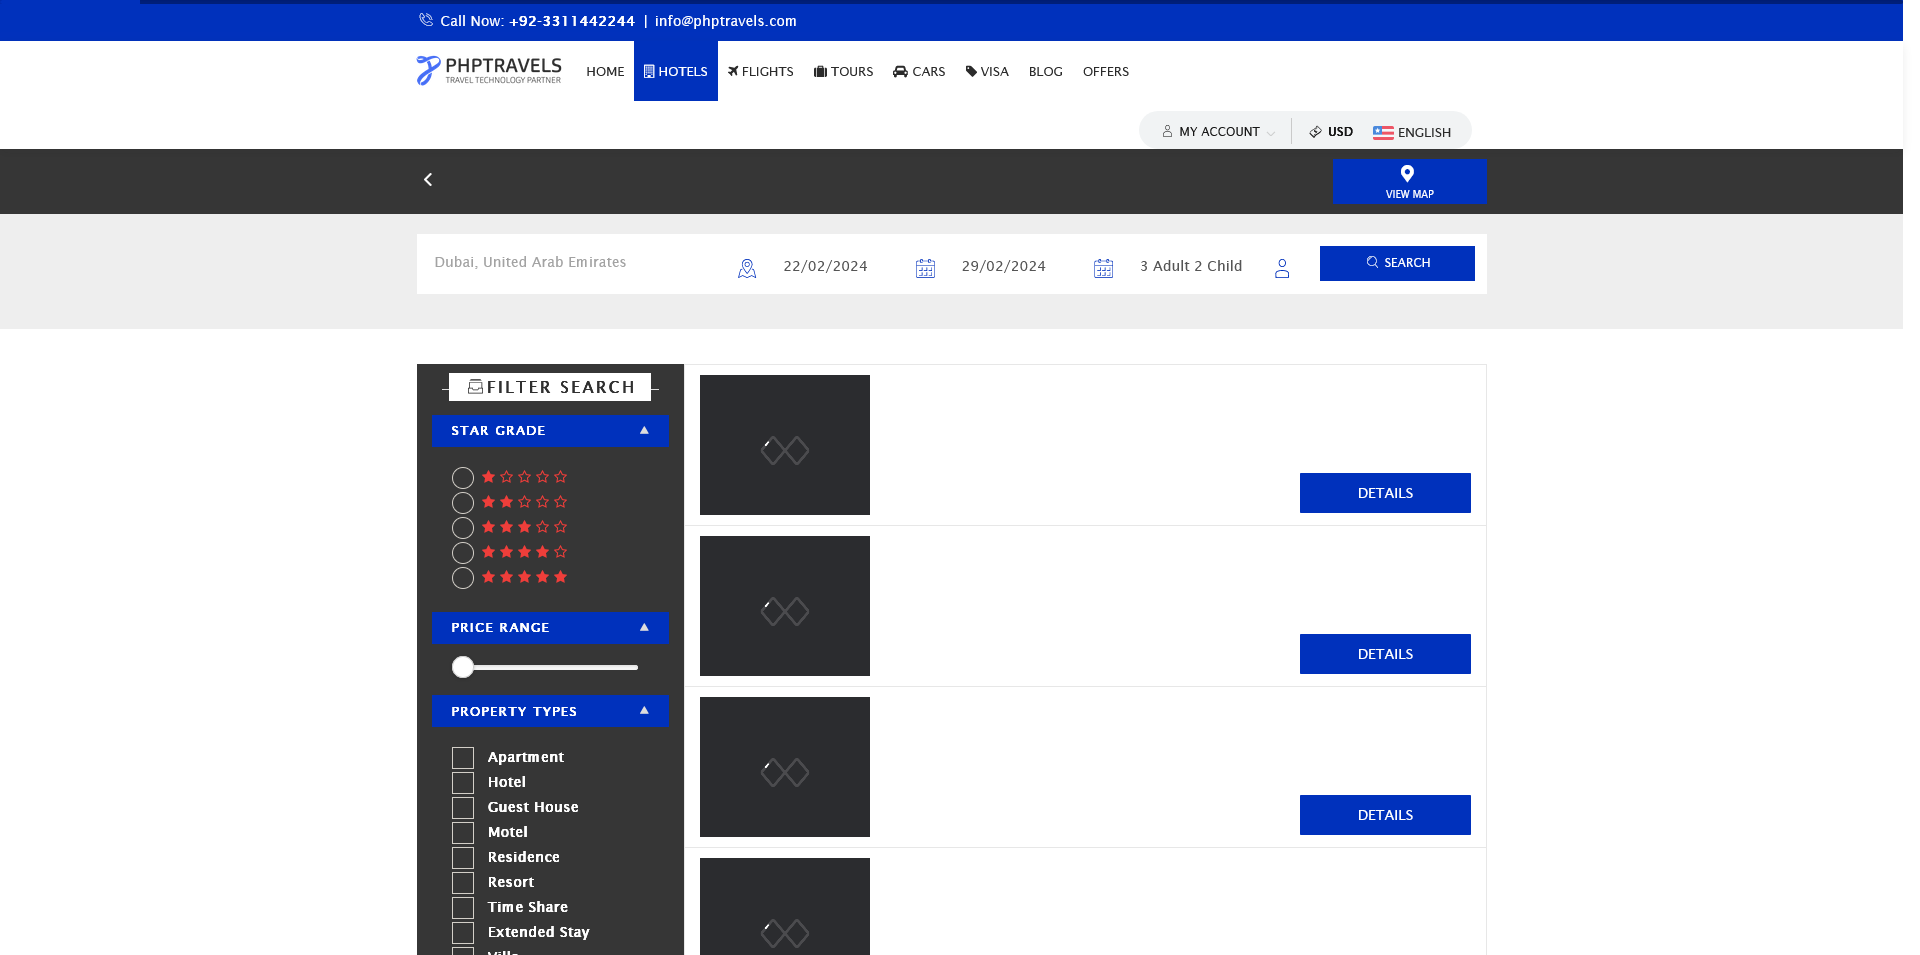 Call Now: +92-3311442244 | info@phptravels.com
PHPTRAVELS
TRAVEL TECHNOLOGY PARTNER
HOME HOTELS FLIGHTS TOURS CARS VISA BLOG OFFERS
MY ACCOUNT USD ENGLISH
VIEW MAP
Dubai, United Arab Emirates 22/02/2024 29/02/2024 3 Adult 2 Child SEARCH
FILTER SEARCH
STAR GRADE
DETAILS
PRICE RANGE
DETAILS
PROPERTY TYPES
Apartment
Hotel
Guest House
DETAILS
Motel
Residence
Resort
Time Share
Extended Stay
Villa